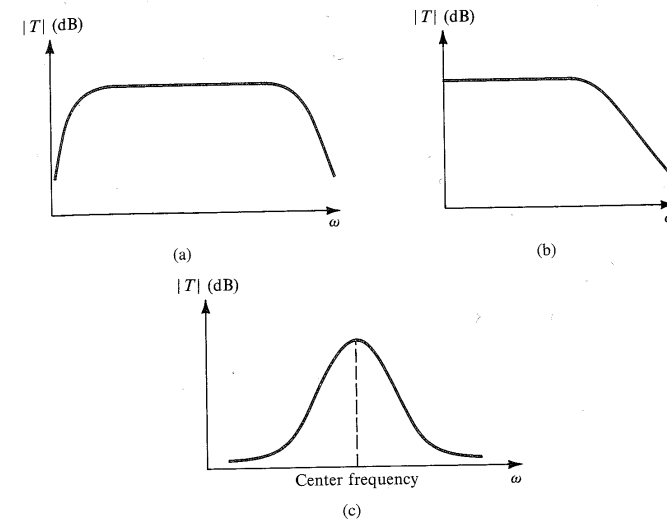 |T| (dB)
|T| (dB)
ω
(a)
(b)
|T| (dB)
Center frequency
ω
(c)